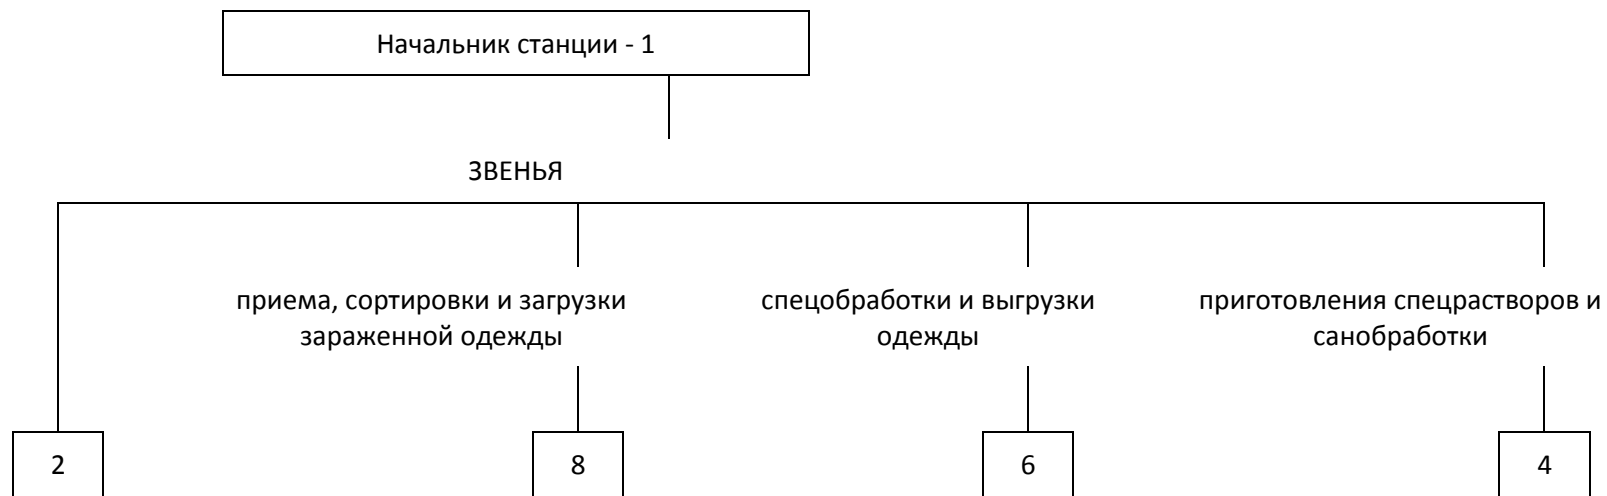 Начальник станции - 1
ЗВЕНЬЯ
приема, сортировки и загрузки
зараженной одежды
спецобработки и выгрузки
одежды
приготовления спецрастворов и
санобработки
2
8
6
4